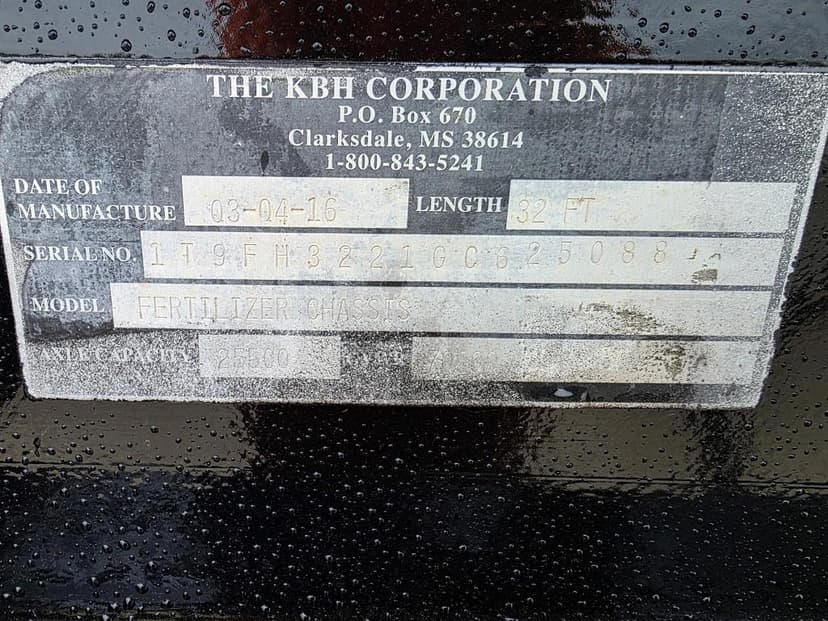 THE KBH CORPORATION
P.O. Box 670
Clarksdale, MS 38614
1-800-843-5241
DATE OF MANUFACTURE 03-04-16 LENGTH 32 FT
SERIAL NO. 1T9FH3221GC625088
MODEL FERTILIZER CHASSIS
AXLE CAPACITY 25500